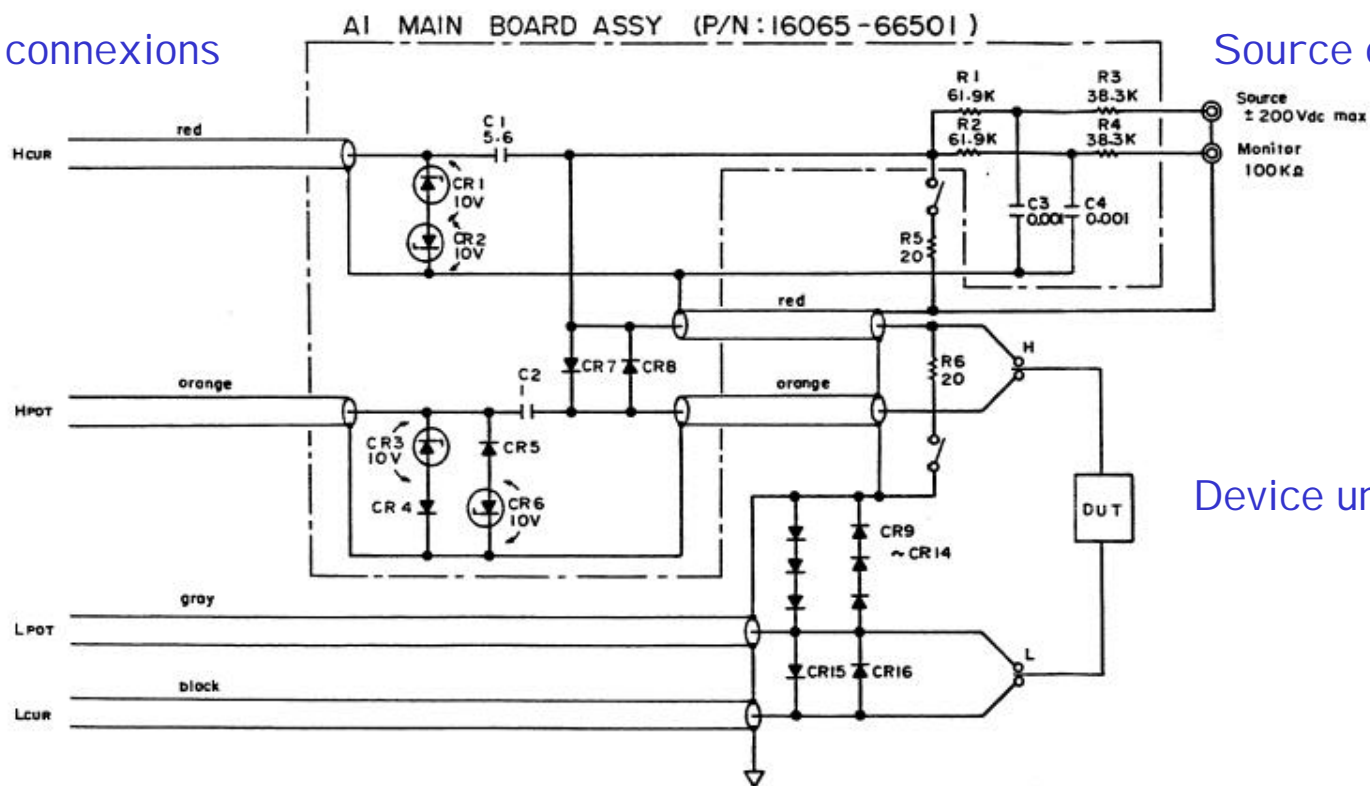 A1 MAIN BOARD ASSY (P/N:16065-66501)
connexions
Source
R1
61.9K
R3
38.3K
Source
± 200Vdc max
R2
61.9K
R4
38.3K
Monitor
100KΩ
red
HCUR
C1
5.6
CR1
10V
CR2
10V
C3
0.001
C4
0.001
R5
20
red
CR7
CR8
R6
20
H
orange
HPOT
C2
1
orange
CR3
10V
CR5
CR4
CR6
10V
Device
DUT
CR9
~CR14
gray
LPOT
CR15
CR16
L
black
LCUR